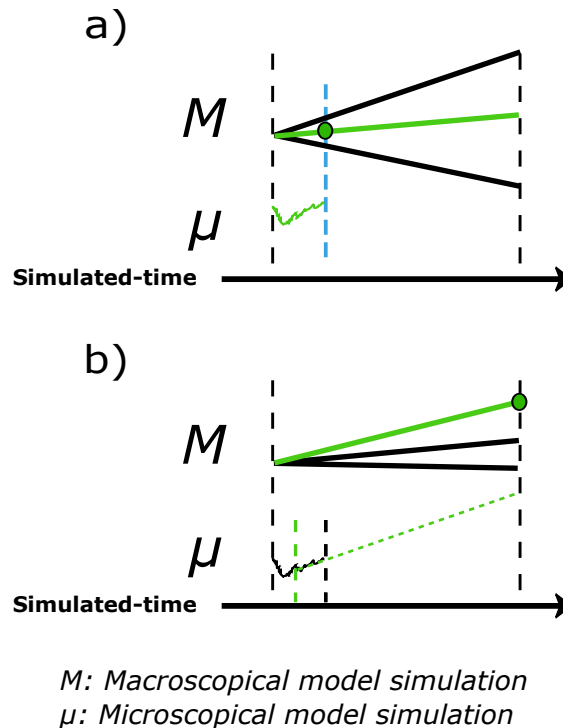 a)
M
μ
Simulated-time
b)
M
μ
Simulated-time
M: Macroscopical model simulation
μ: Microscopical model simulation